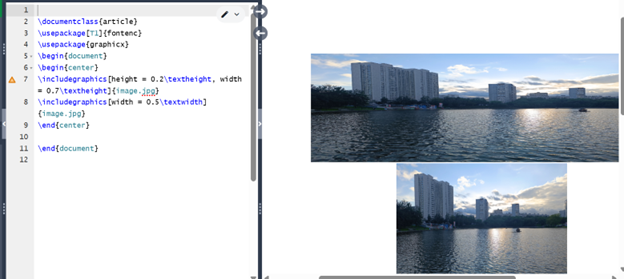 1
2 \documentclass{article}
3 \usepackage[T1]{fontenc}
4 \usepackage{graphicx}
5 \begin{document}
6 \begin{center}
7 \includegraphics[height = 0.2\textheight, width
= 0.7\textheight]{image.jpg}
8 \includegraphics[width = 0.5\textwidth]
{image.jpg}
9 \end{center}
10
11 \end{document}
12